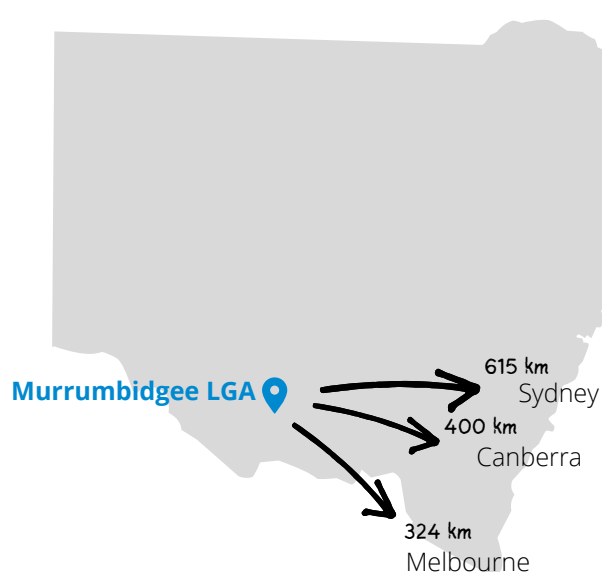 615 km
Sydney
Murrumbidgee LGA
400 km
Canberra
324 km
Melbourne